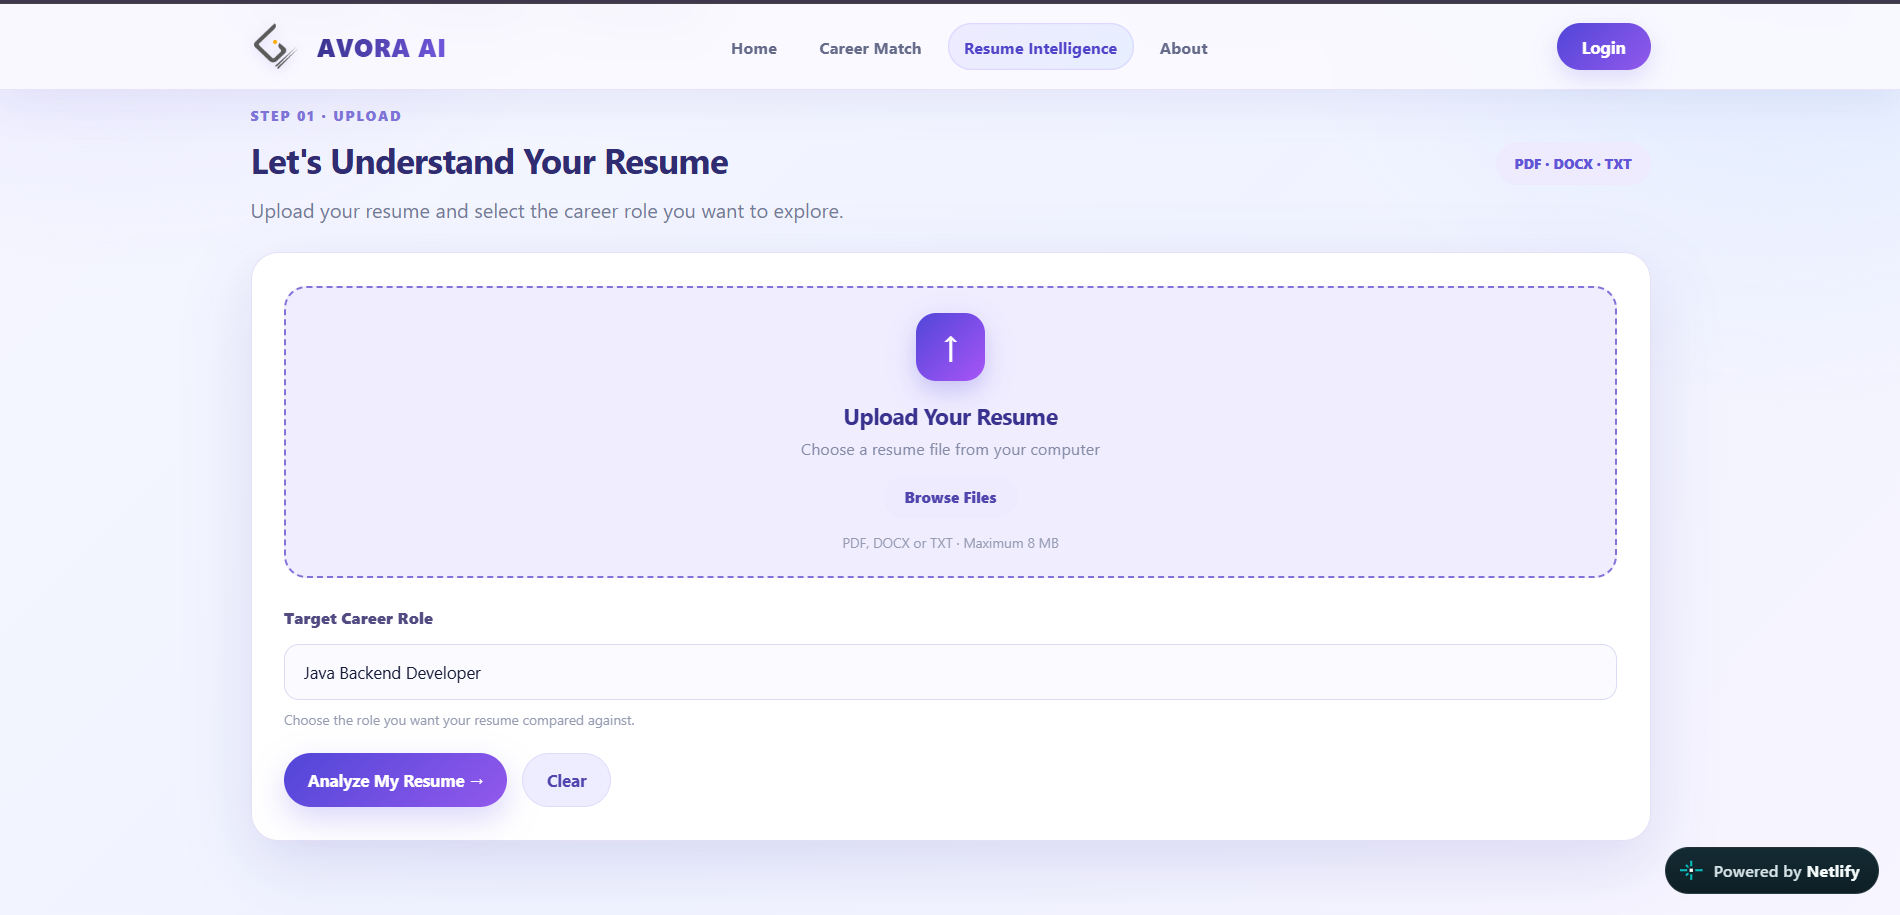 AVORA AI
Home
Career Match
Resume Intelligence
About
Login
STEP 01 · UPLOAD
Let's Understand Your Resume
PDF · DOCX · TXT
Upload your resume and select the career role you want to explore.
↑
Upload Your Resume
Choose a resume file from your computer
Browse Files
PDF, DOCX or TXT · Maximum 8 MB
Target Career Role
Java Backend Developer
Choose the role you want your resume compared against.
Analyze My Resume →
Clear
Powered by Netlify